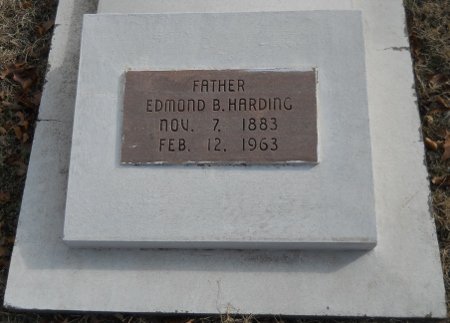 FATHER
EDMOND B. HARDING
NOV. 7, 1883
FEB. 12, 1963